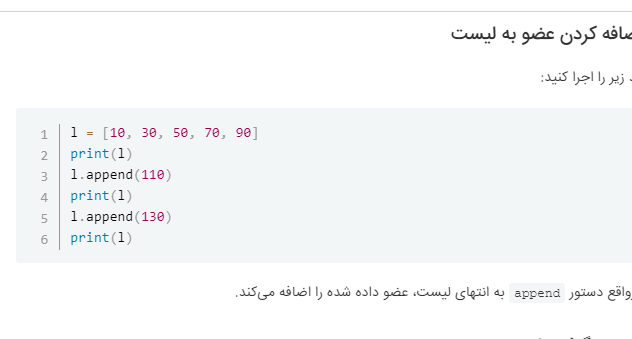 اضافه کردن عضو به لیست
زیر را اجرا کنید:
1 l = [10, 30, 50, 70, 90]
2 print(l)
3 l.append(110)
4 print(l)
5 l.append(130)
6 print(l)
واقع دستور append به انتهای لیست، عضو داده شده را اضافه می‌کند.